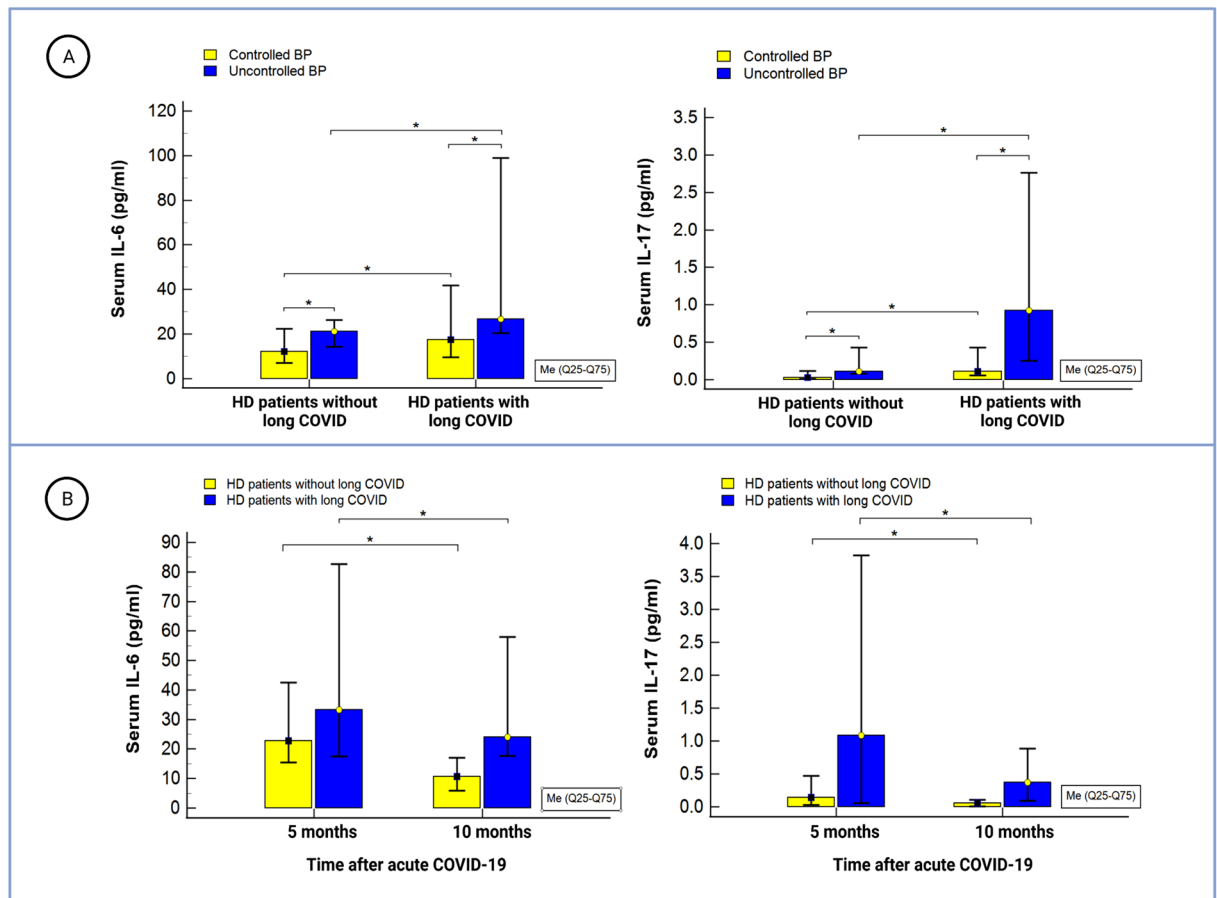 A
Controlled BP
Uncontrolled BP
Serum IL-6 (pg/ml)
120
100
80
60
40
20
0
*
*
*
*
Me (Q25-Q75)
HD patients without
long COVID
HD patients with
long COVID
Controlled BP
Uncontrolled BP
Serum IL-17 (pg/ml)
3.5
3.0
2.5
2.0
1.5
1.0
0.5
0.0
*
*
*
*
Me (Q25-Q75)
HD patients without
long COVID
HD patients with
long COVID
B
HD patients without long COVID
HD patients with long COVID
Serum IL-6 (pg/ml)
90
80
70
60
50
40
30
20
10
0
*
*
Me (Q25-Q75)
5 months
10 months
Time after acute COVID-19
HD patients without long COVID
HD patients with long COVID
Serum IL-17 (pg/ml)
4.0
3.5
3.0
2.5
2.0
1.5
1.0
0.5
0.0
*
*
Me (Q25-Q75)
5 months
10 months
Time after acute COVID-19